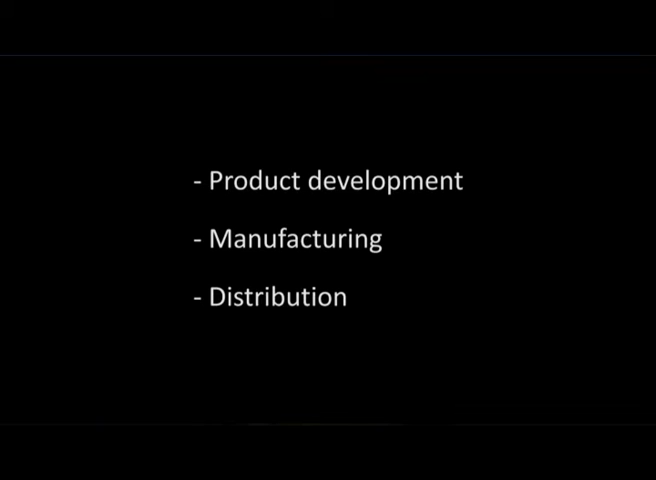 - Product development
- Manufacturing
- Distribution